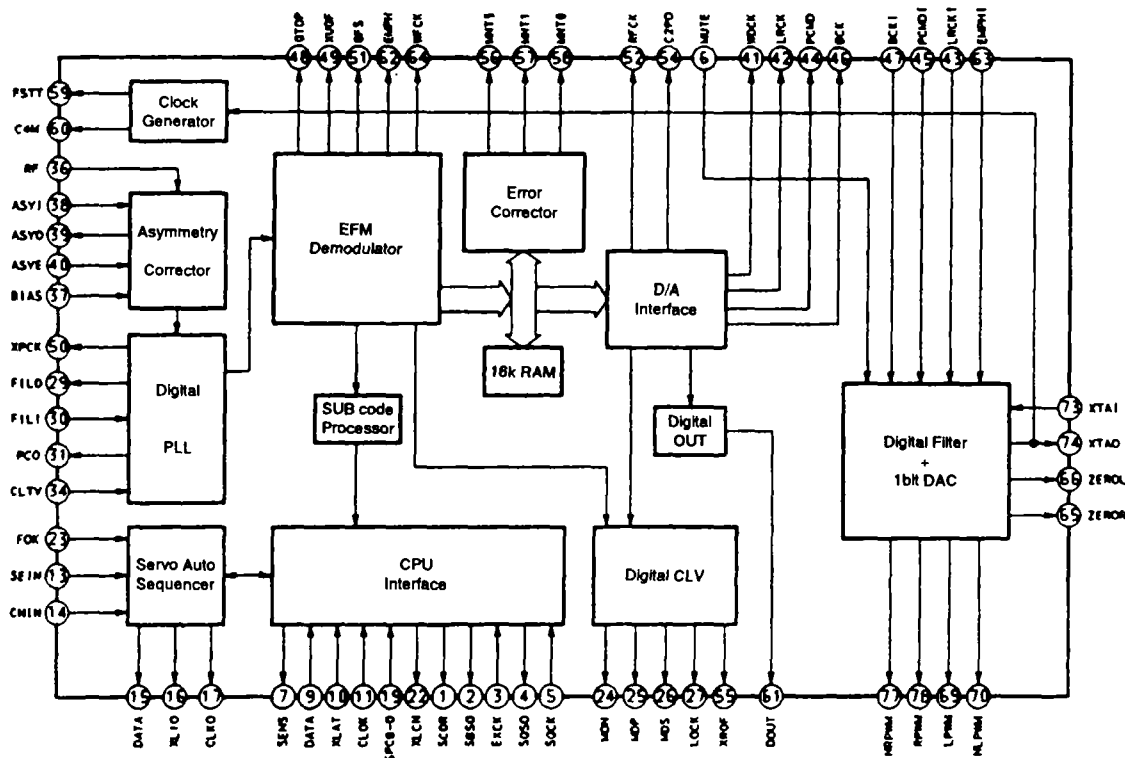 GTOP XUGF GFS EMPH WFCK MNT3 MNT1 MNT0 RFCK C2PO MUTE WDCK LRCK PCMD BCK BCKI PCMDI LRCKI EMPHI
48 49 51 62 64 56 57 58 52 54 6 41 42 44 46 47 45 43 63
FSTT 59
C4M 60
Clock
Generator
RF 36
ASYI 38
ASYO 39
ASYE 40
BIAS 37
Asymmetry
Corrector
XPCK 50
FILO 29
FILI 30
PCO 31
CLTV 34
Digital
PLL
FOK 23
SEIN 13
CNIN 14
Servo Auto
Sequencer
EFM
Demodulator
Error
Corrector
16k RAM
D/A
Interface
SUB code
Processor
Digital
OUT
CPU
Interface
Digital CLV
Digital Filter
+
1bit DAC
73 XTAI
74 XTAO
66 ZEROL
65 ZEROR
15 16 17 7 9 10 11 19 22 1 2 3 4 5 24 25 26 27 55 61 77 78 69 70
DATA XLTO CLKO SENS DATA XLAT CLOK SPOB-D XLON SCOR SBSO EXCK SOSO SOCK MON MDP MDS LOCK XROF DOUT NRPWM RPWM LPWM NLPWM